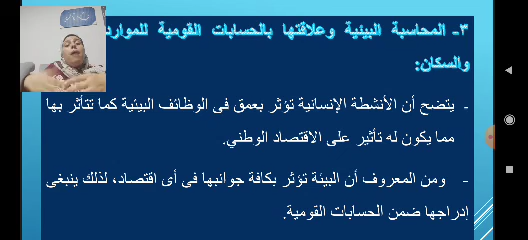 ٣- المحاسبة البيئية وعلاقتها بالحسابات القومية للموارد
والسكان:
- يتضح أن الأنشطة الإنسانية تؤثر بعمق فى الوظائف البيئية كما تتأثر بها
مما يكون له تأثير على الاقتصاد الوطني.
- ومن المعروف أن البيئة تؤثر بكافة جوانبها في أى اقتصاد، لذلك ينبغى
إدراجها ضمن الحسابات القومية.